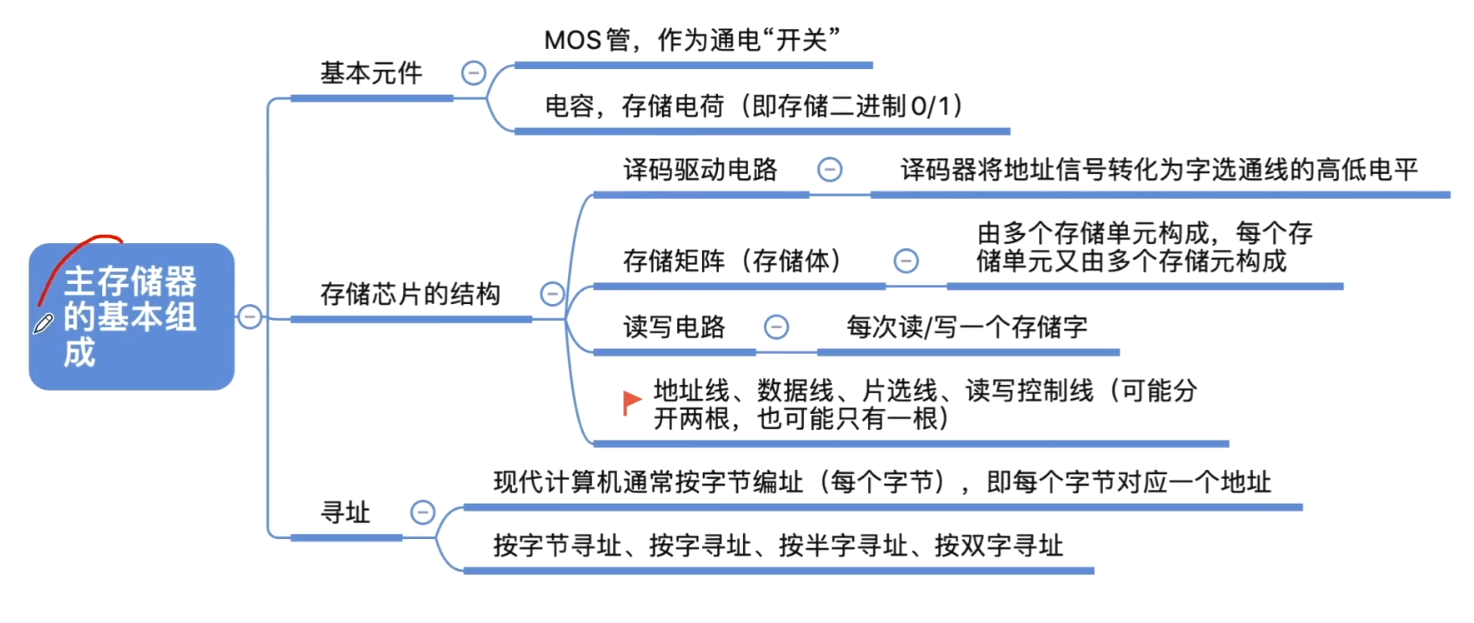 MOS管，作为通电“开关”
基本元件
电容，存储电荷（即存储二进制0/1）
译码驱动电路
译码器将地址信号转化为字选通线的高低电平
由多个存储单元构成，每个存
储单元又由多个存储元构成
存储矩阵（存储体）
主存储器
的基本组
成
存储芯片的结构
读写电路
每次读/写一个存储字
地址线、数据线、片选线、读写控制线（可能分
开两根，也可能只有一根）
现代计算机通常按字节编址（每个字节），即每个字节对应一个地址
寻址
按字节寻址、按字寻址、按半字寻址、按双字寻址